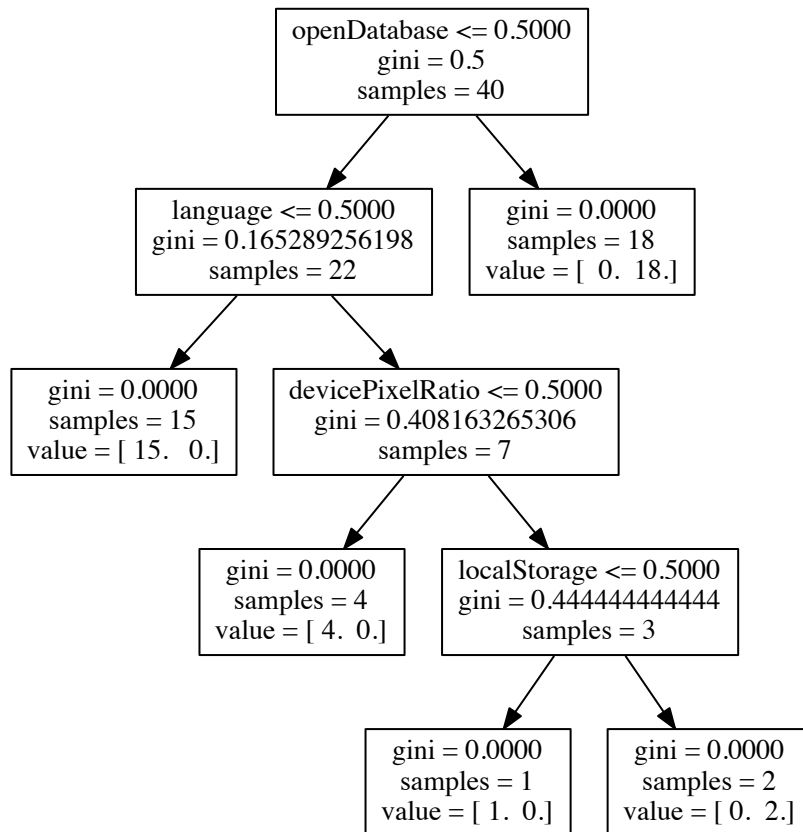 openDatabase <= 0.5000
gini = 0.5
samples = 40
language <= 0.5000
gini = 0.165289256198
samples = 22
gini = 0.0000
samples = 18
value = [  0.  18.]
gini = 0.0000
samples = 15
value = [ 15.   0.]
devicePixelRatio <= 0.5000
gini = 0.408163265306
samples = 7
gini = 0.0000
samples = 4
value = [ 4.  0.]
localStorage <= 0.5000
gini = 0.444444444444
samples = 3
gini = 0.0000
samples = 1
value = [ 1.  0.]
gini = 0.0000
samples = 2
value = [ 0.  2.]